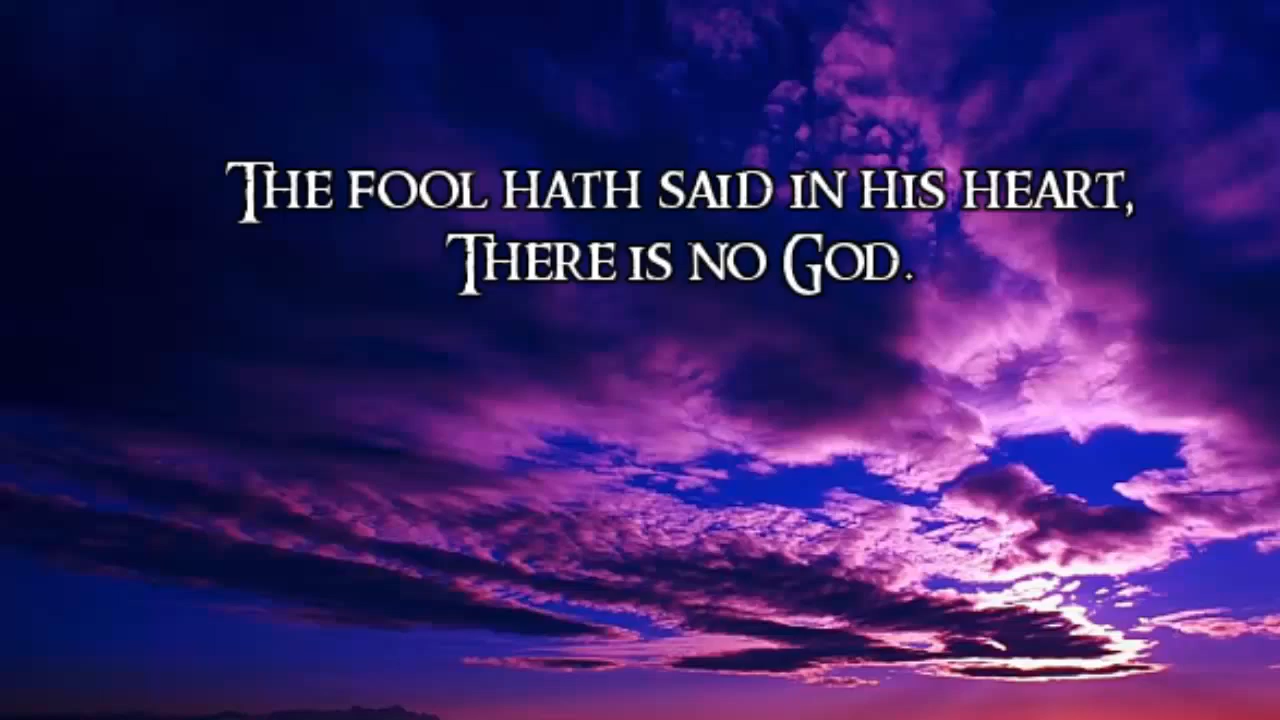 The fool hath said in his heart,
There is no God.